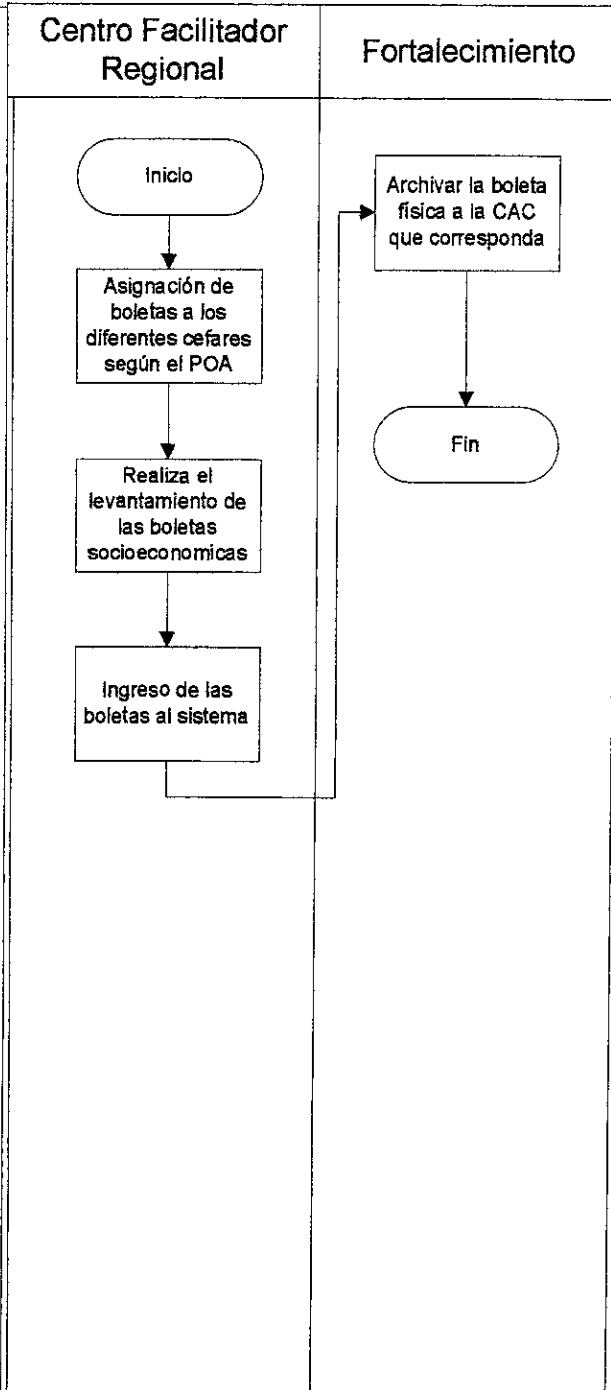 Centro Facilitador
Regional
Fortalecimiento
Inicio
Asignación de
boletas a los
diferentes cefares
según el POA
Realiza el
levantamiento de
las boletas
socioeconomicas
Ingreso de las
boletas al sistema
Archivar la boleta
física a la CAC
que corresponda
Fin